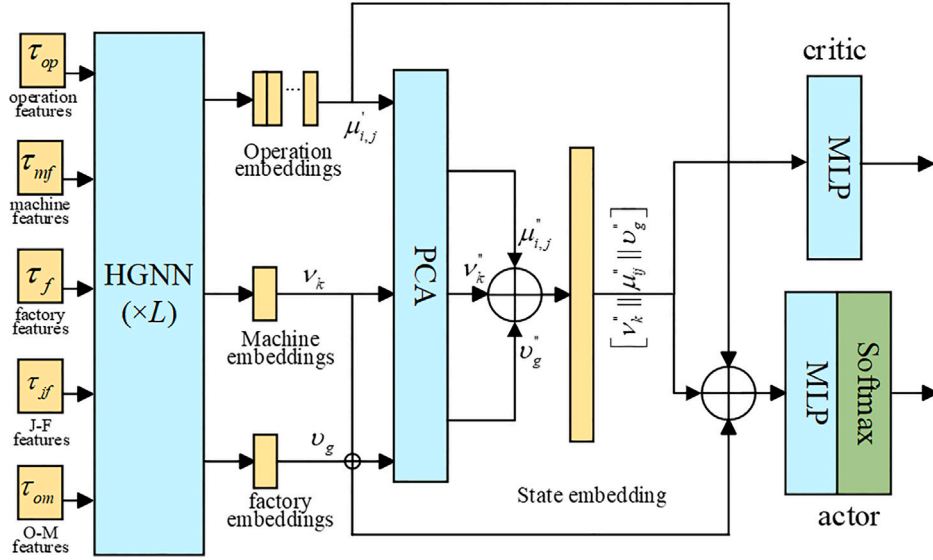 τop
operation
features
τmf
machine
features
τf
factory
features
τjf
J-F
features
τom
O-M
features
HGNN
(×L)
...
μ'i,j
Operation
embeddings
νk
Machine
embeddings
υg
factory
embeddings
PCA
μ''i,j
ν''k
υ''g
[ν''k || μ''ij || υ''g]
State embedding
critic
MLP
MLP
Softmax
actor